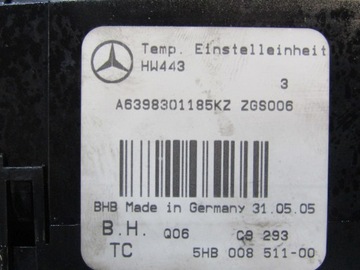 Temp. Einstelleinheit
HW443
3
A6398301185KZ ZGS006
BHB Made in Germany 31.05.05
B.H. Q06 C8 293
TC 5HB 008 511-00